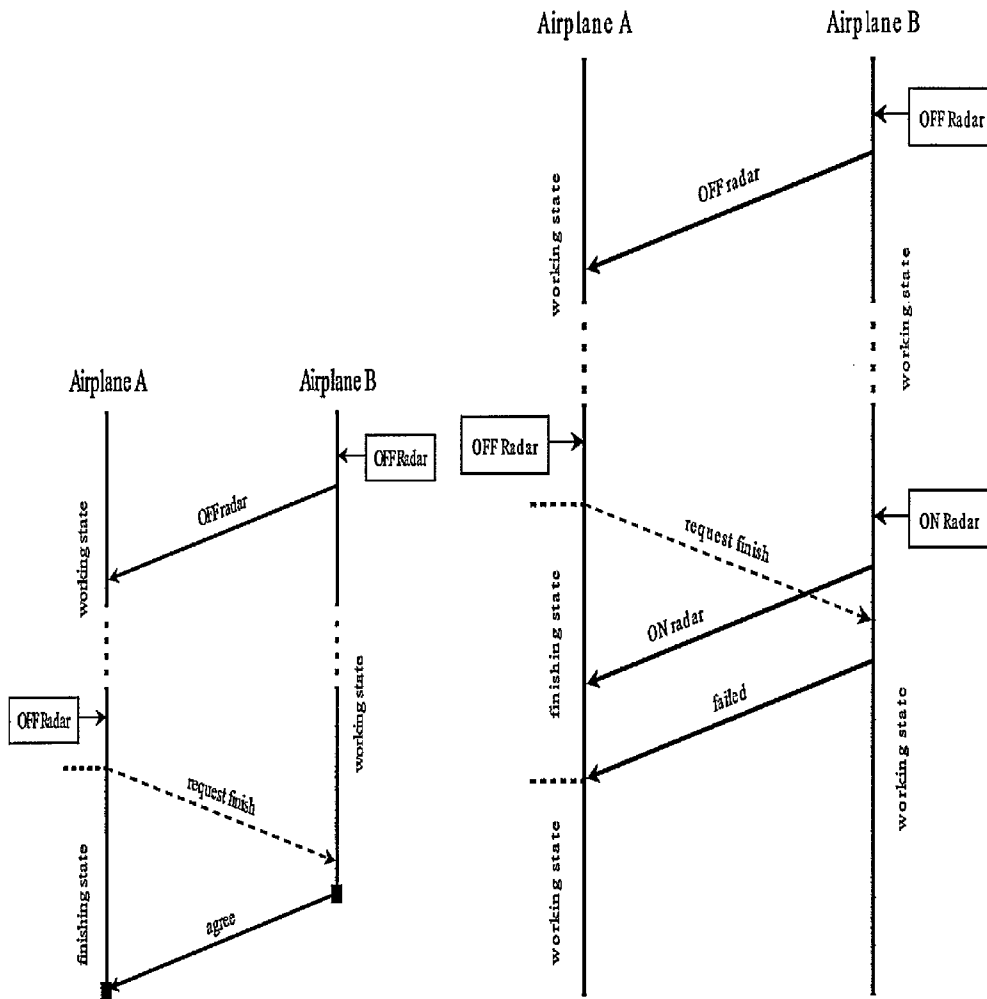 Airplane A
Airplane B
OFF Radar
OFF radar
working state
working state
OFF Radar
request finish
finishing state
agree
Airplane A
Airplane B
OFF Radar
OFF radar
working state
working state
OFF Radar
ON Radar
request finish
ON radar
finishing state
failed
working state
working state